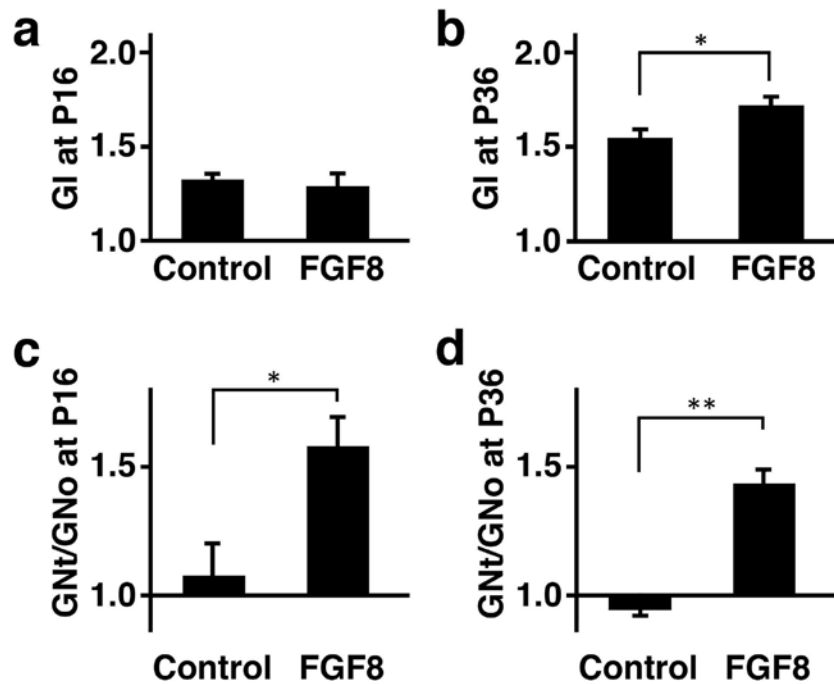 a
GI at P16
2.0
1.5
1.0
Control FGF8
b
GI at P36
2.0
*
1.5
1.0
Control FGF8
c
GNt/GNo at P16
*
1.5
1.0
Control FGF8
d
GNt/GNo at P36
**
1.5
1.0
Control FGF8